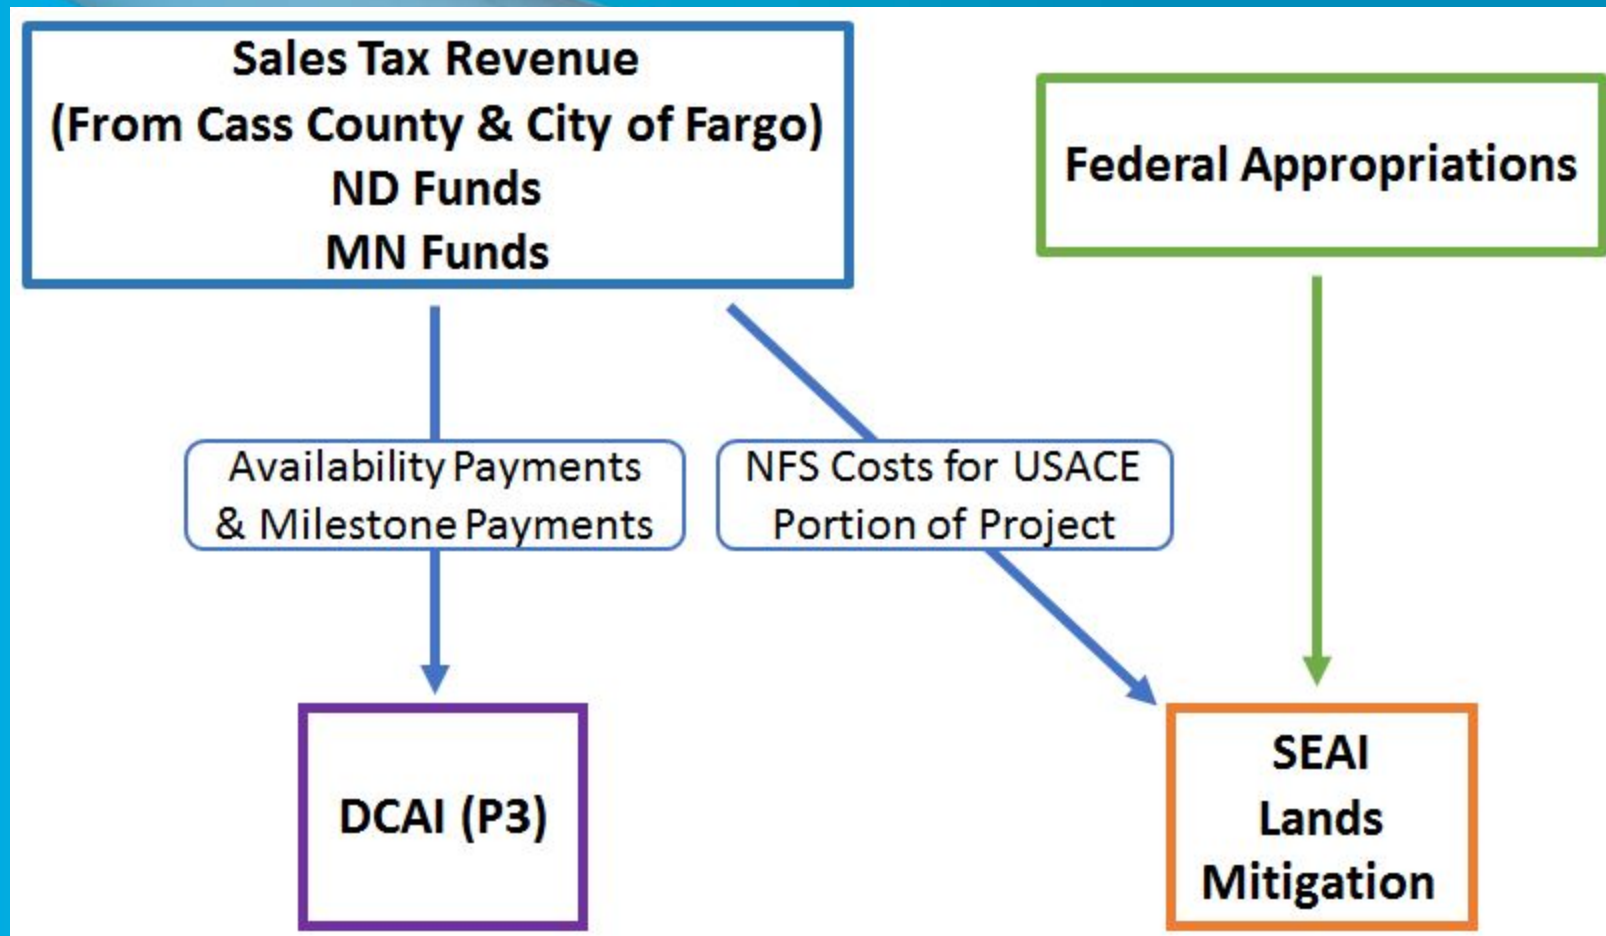 Sales Tax Revenue
(From Cass County & City of Fargo)
ND Funds
MN Funds
Federal Appropriations
Availability Payments
& Milestone Payments
NFS Costs for USACE
Portion of Project
DCAI (P3)
SEAI
Lands
Mitigation